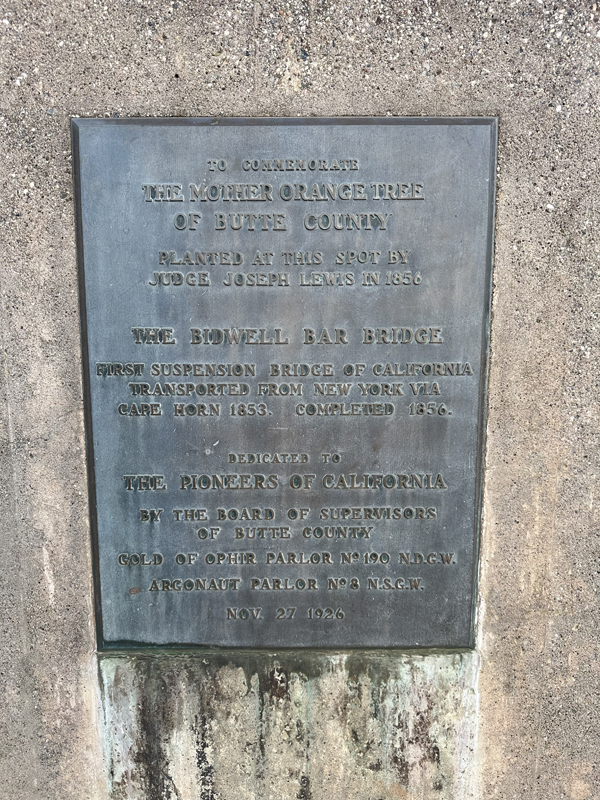 TO COMMEMORATE
THE MOTHER ORANGE TREE
OF BUTTE COUNTY
PLANTED AT THIS SPOT BY
JUDGE JOSEPH LEWIS IN 1856
THE BIDWELL BAR BRIDGE
FIRST SUSPENSION BRIDGE OF CALIFORNIA
TRANSPORTED FROM NEW YORK VIA
CAPE HORN 1853. COMPLETED 1856.
DEDICATED TO
THE PIONEERS OF CALIFORNIA
BY THE BOARD OF SUPERVISORS
OF BUTTE COUNTY
GOLD OF OPHIR PARLOR Nº 190 N.D.G.W.
ARGONAUT PARLOR Nº 8 N.S.G.W.
NOV. 27 1926